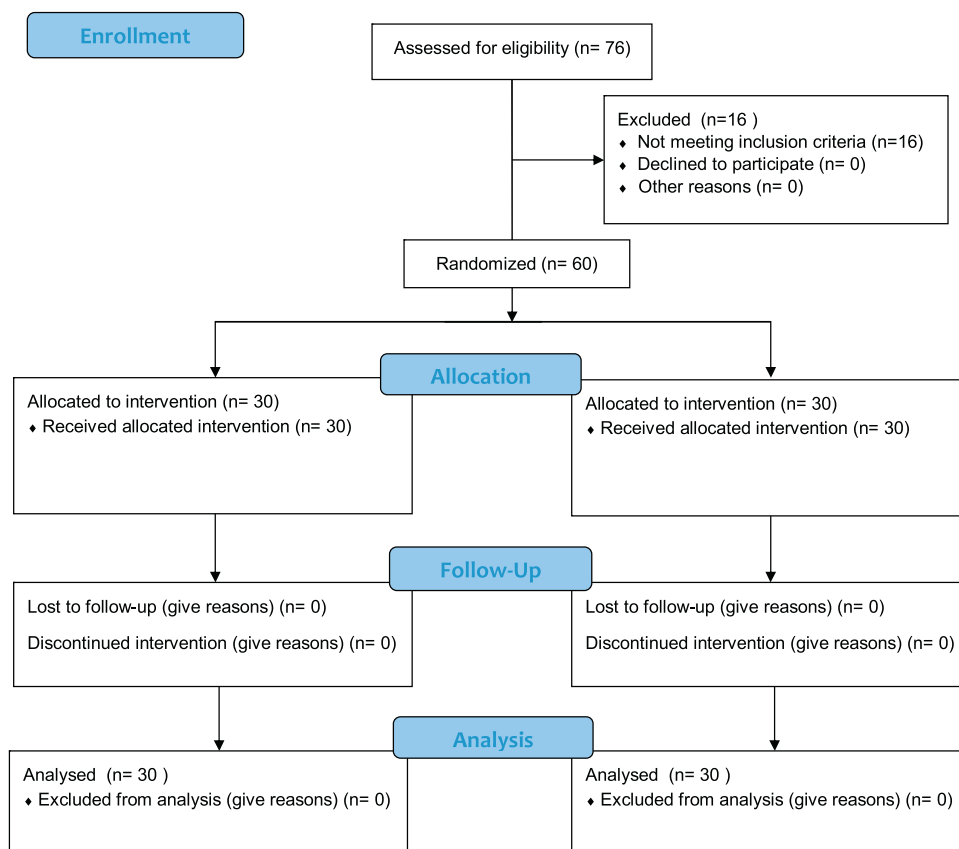 Enrollment
Assessed for eligibility (n= 76)
Excluded (n=16 )
♦ Not meeting inclusion criteria (n=16)
♦ Declined to participate (n= 0)
♦ Other reasons (n= 0)
Randomized (n= 60)
Allocation
Allocated to intervention (n= 30)
♦ Received allocated intervention (n= 30)
Allocated to intervention (n= 30)
♦ Received allocated intervention (n= 30)
Follow-Up
Lost to follow-up (give reasons) (n= 0)
Discontinued intervention (give reasons) (n= 0)
Lost to follow-up (give reasons) (n= 0)
Discontinued intervention (give reasons) (n= 0)
Analysis
Analysed (n= 30 )
♦ Excluded from analysis (give reasons) (n= 0)
Analysed (n= 30 )
♦ Excluded from analysis (give reasons) (n= 0)